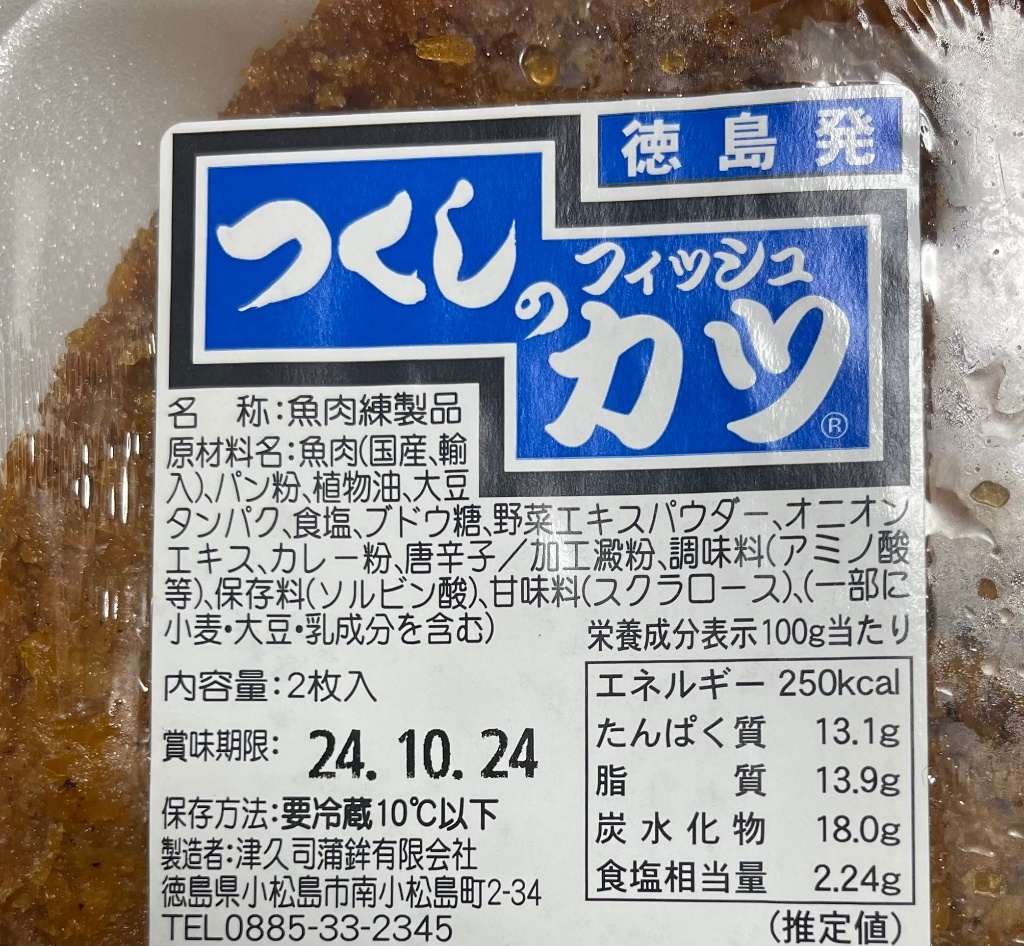 徳島発
つくしの
フィッシュ
カツ®
名　称:魚肉練製品
原材料名:魚肉(国産、輸
入)、パン粉、植物油、大豆
タンパク、食塩、ブドウ糖、野菜エキスパウダー、オニオン
エキス、カレー粉、唐辛子/加工澱粉、調味料(アミノ酸
等)、保存料(ソルビン酸)、甘味料(スクラロース)、(一部に
小麦・大豆・乳成分を含む)
内容量:2枚入
賞味期限: 24. 10. 24
保存方法:要冷蔵10℃以下
製造者:津久司蒲鉾有限会社
徳島県小松島市南小松島町2-34
TEL0885-33-2345
栄養成分表示100g当たり
エネルギー 250kcal
たんぱく質 13.1g
脂　質 13.9g
炭水化物 18.0g
食塩相当量 2.24g
(推定値)